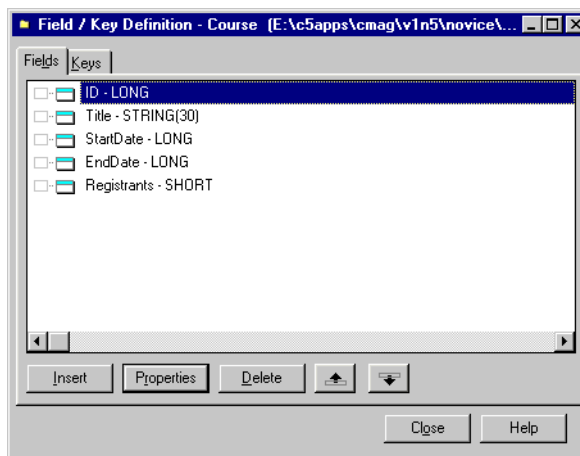 Field / Key Definition - Course (E:\c5apps\cmag\v1n5\novice\...
Fields Keys
ID - LONG
Title - STRING(30)
StartDate - LONG
EndDate - LONG
Registrants - SHORT
Insert Properties Delete
Close Help